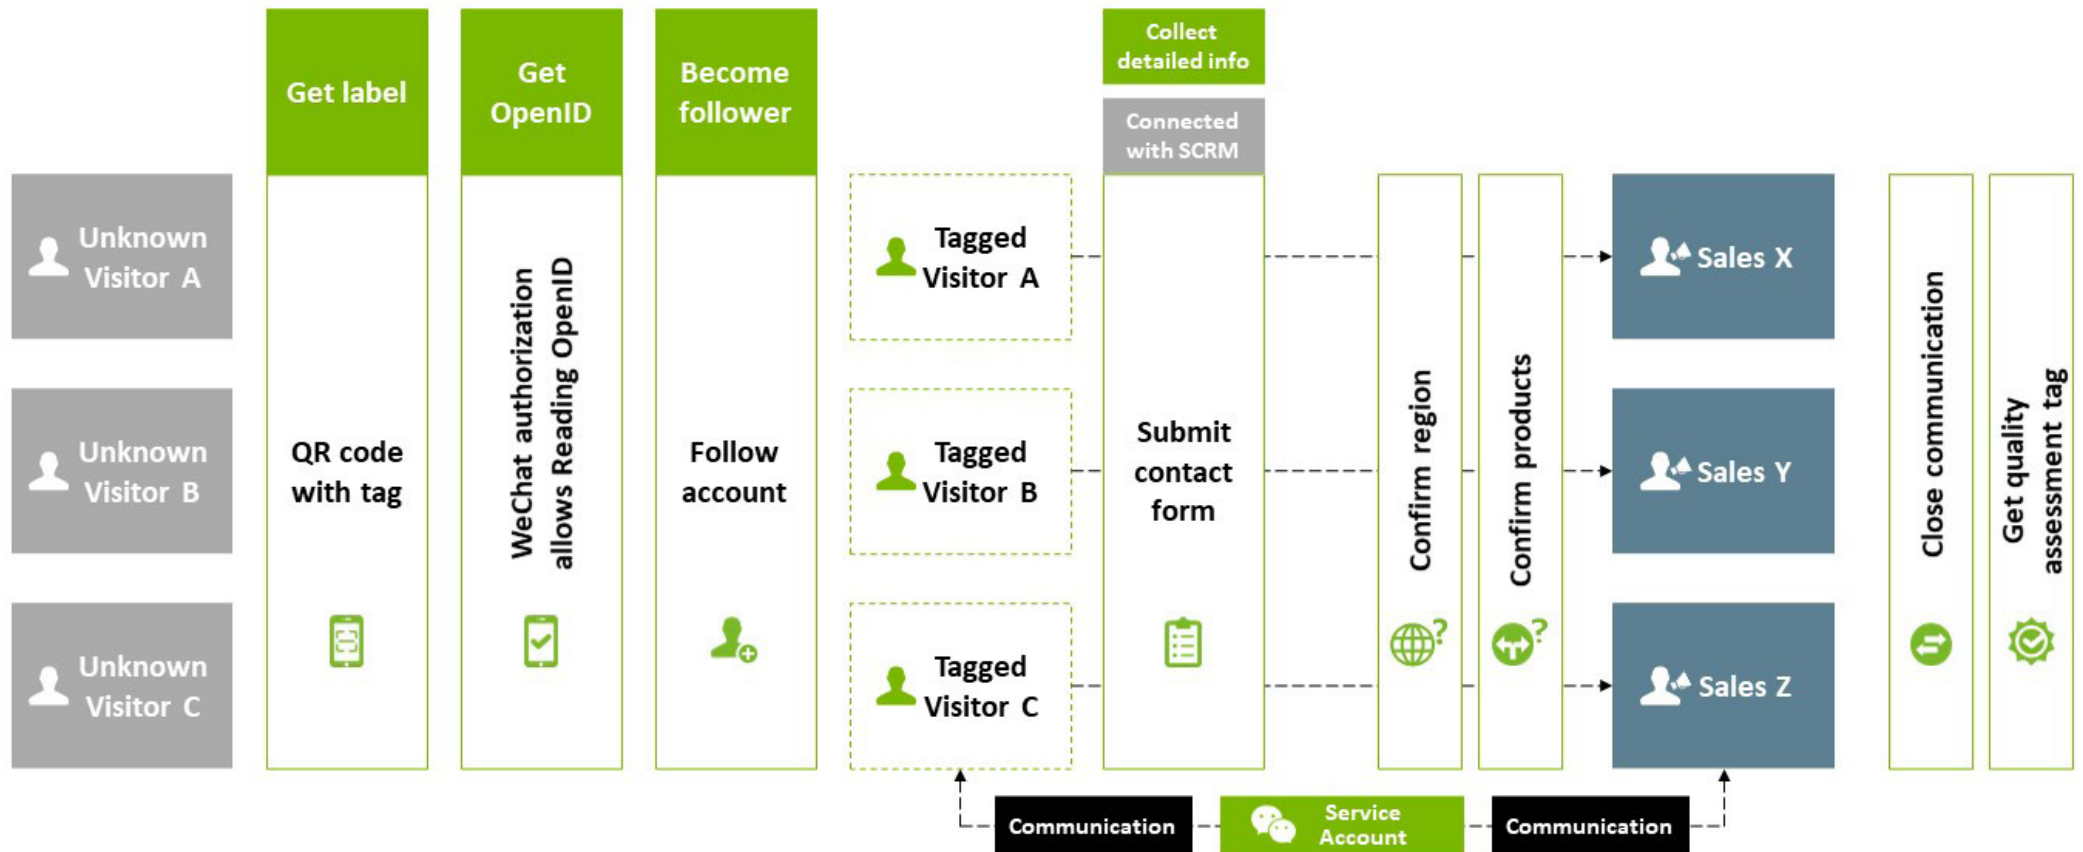 Get label
Get
OpenID
Become
follower
Collect
detailed info
Connected
with SCRM
Unknown
Visitor A
Unknown
Visitor B
Unknown
Visitor C
QR code
with tag
WeChat authorization
allows Reading OpenID
Follow
account
Tagged
Visitor A
Tagged
Visitor B
Tagged
Visitor C
Submit
contact
form
Confirm region
?
Confirm products
?
Sales X
Sales Y
Sales Z
Close communication
Get quality
assessment tag
Communication
Service
Account
Communication